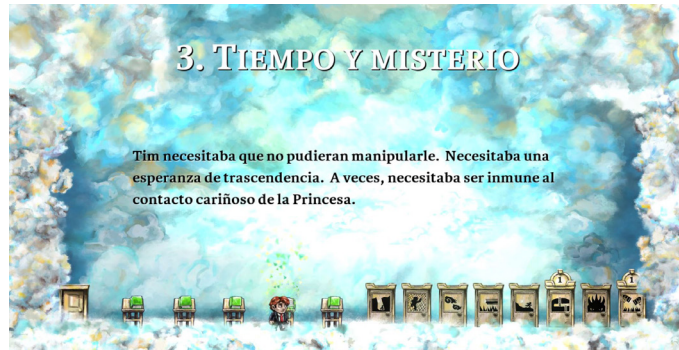 3. Tiempo y misterio
Tim necesitaba que no pudieran manipularle. Necesitaba una
esperanza de trascendencia. A veces, necesitaba ser inmune al
contacto cariñoso de la Princesa.
I
I